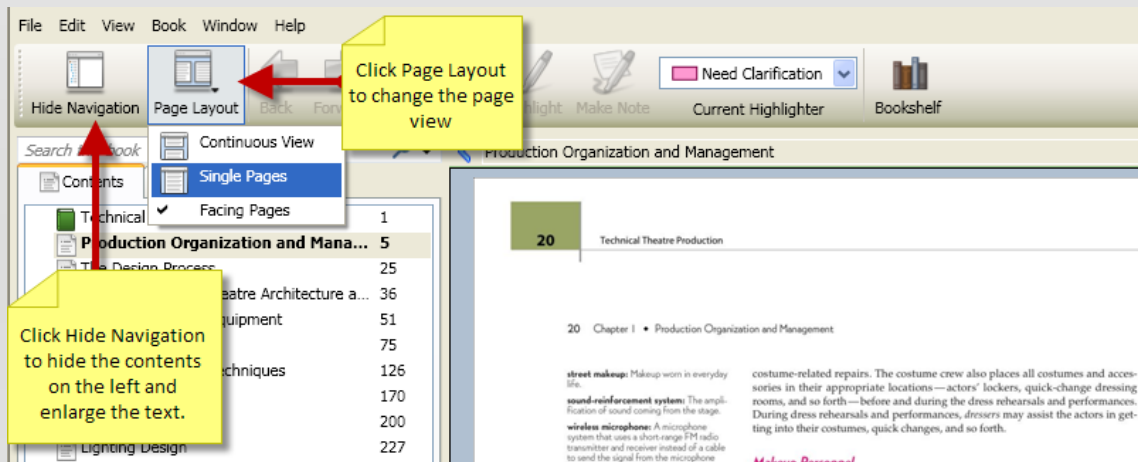 File Edit View Book Window Help
Click Page Layout
to change the page
view
Hide Navigation Page Layout Back Make Note
Need Clarification
Current Highlighter
Bookshelf
Search
Continuous View
Single Pages
Facing Pages
Production Organization and Management
Contents
Technical 1
Production Organization and Mana... 5
The Design Process 25
Architecture a... 36
51
75
126
170
200
Lighting Design 227
Click Hide Navigation
to hide the contents
on the left and
enlarge the text.
20 Technical Theatre Production
20 Chapter 1 • Production Organization and Management
street makeup: Makeup worn in everyday
life.
sound-reinforcement system: The ampli-
fication of sound coming from the stage.
wireless microphone: A microphone
system that uses a short-range FM radio
transmitter and receiver instead of a cable
to send the signal from the microphone
costume-related repairs. The costume crew also places all costumes and acces-
sories in their appropriate locations—actors' lockers, quick-change dressing
rooms, and so forth—before and during the dress rehearsals and performances.
During dress rehearsals and performances, dressers may assist the actors in get-
ting into their costumes, quick changes, and so forth.
Makeup Personnel